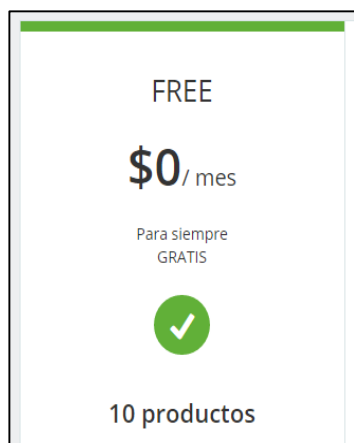 FREE
$0/ mes
Para siempre
GRATIS
10 productos